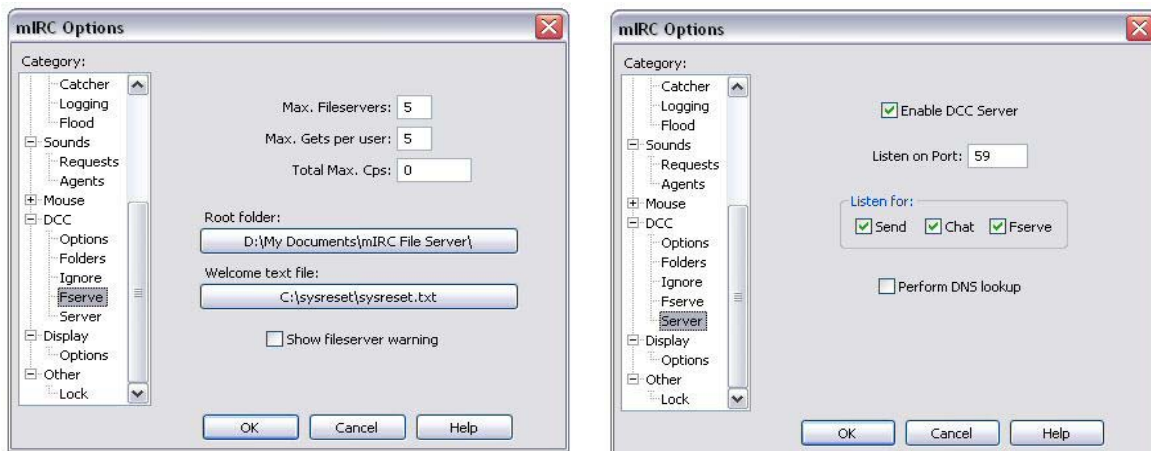 mIRC Options
Category:
Catcher
Logging
Flood
Sounds
Requests
Agents
Mouse
DCC
Options
Folders
Ignore
Fserve
Server
Display
Options
Other
Lock
Max. Fileservers: 5
Max. Gets per user: 5
Total Max. Cps: 0
Root folder:
D:\My Documents\mIRC File Server\
Welcome text file:
C:\sysreset\sysreset.txt
Show fileserver warning
OK Cancel Help
mIRC Options
Category:
Catcher
Logging
Flood
Sounds
Requests
Agents
Mouse
DCC
Options
Folders
Ignore
Fserve
Server
Display
Options
Other
Lock
Enable DCC Server
Listen on Port: 59
Listen for:
Send Chat Fserve
Perform DNS lookup
OK Cancel Help